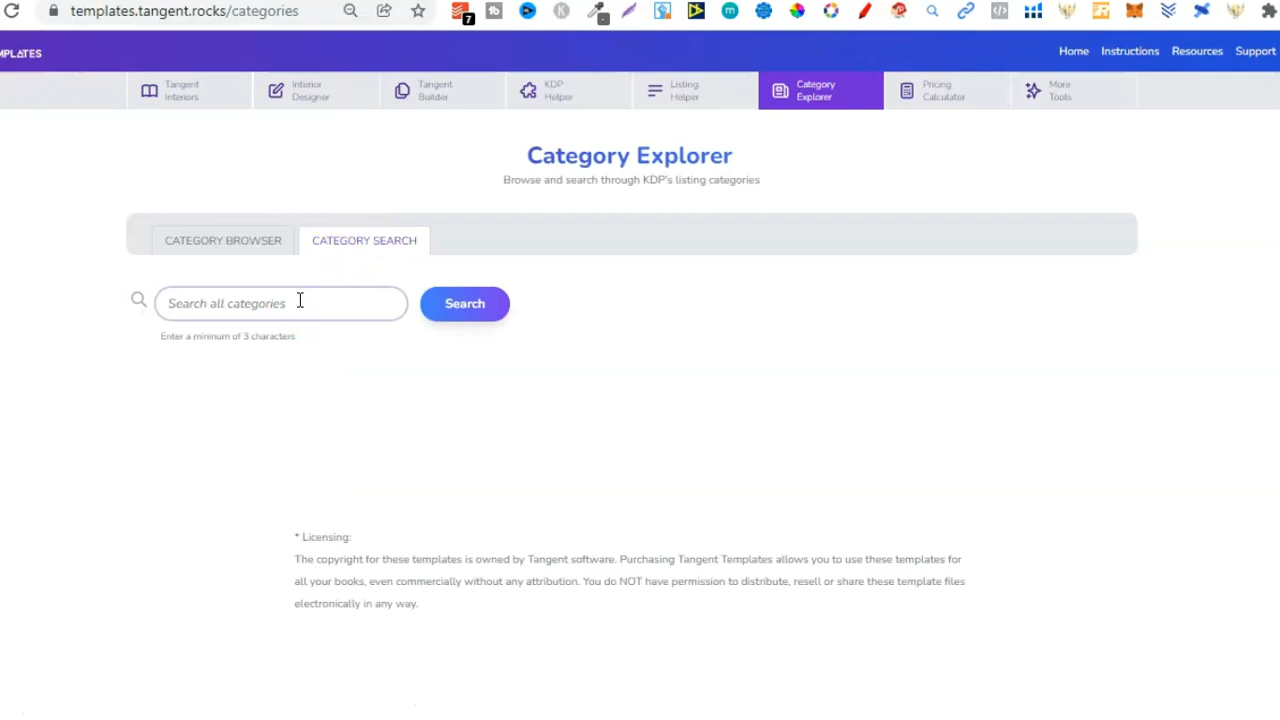 templates.tangent.rocks/categories
7
MPLATES
Home Instructions Resources Support
Tangent Interiors
Interior Designer
Tangent Builder
KDP Helper
Listing Helper
Category Explorer
Pricing Calculator
More Tools
Category Explorer
Browse and search through KDP's listing categories
CATEGORY BROWSER CATEGORY SEARCH
Search all categories Search
Enter a mininum of 3 characters
* Licensing:
The copyright for these templates is owned by Tangent software. Purchasing Tangent Templates allows you to use these templates for
all your books, even commercially without any attribution. You do NOT have permission to distribute, resell or share these template files
electronically in any way.